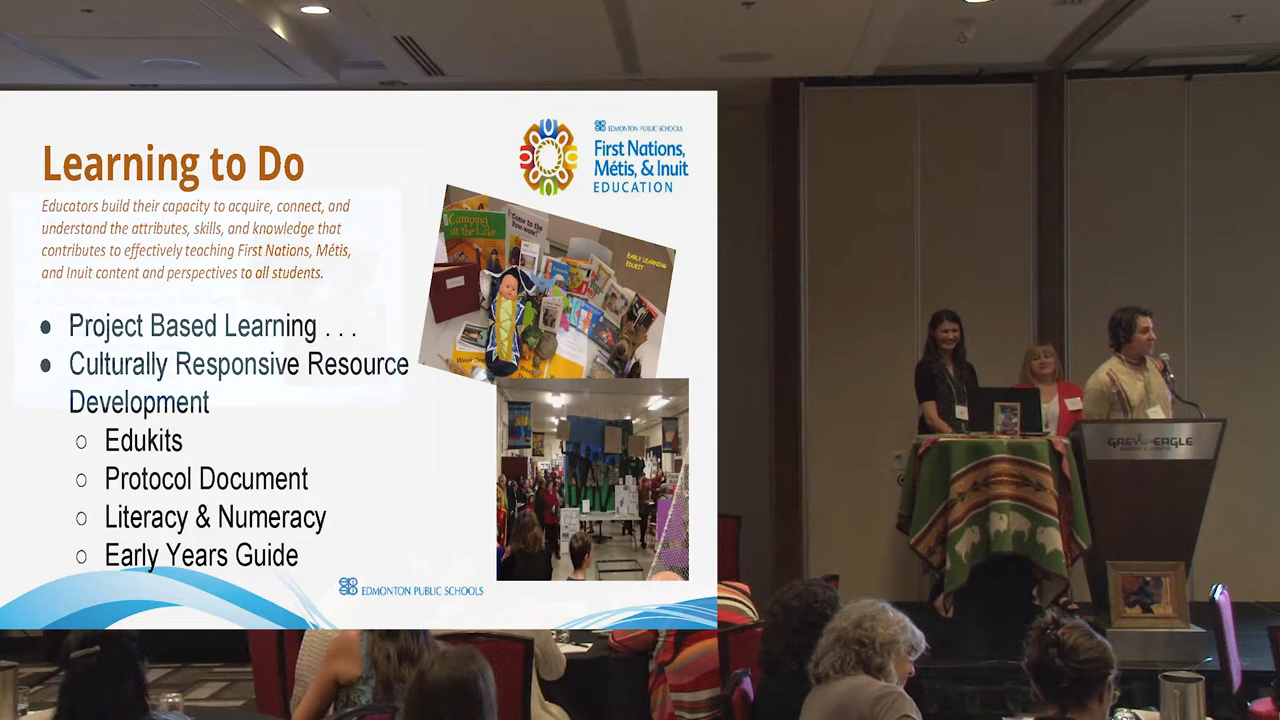 Learning to Do
Educators build their capacity to acquire, connect, and
understand the attributes, skills, and knowledge that
contributes to effectively teaching First Nations, Métis,
and Inuit content and perspectives to all students.
● Project Based Learning . . .
● Culturally Responsive Resource
Development
○ Edukits
○ Protocol Document
○ Literacy & Numeracy
○ Early Years Guide
EDMONTON PUBLIC SCHOOLS
First Nations,
Métis, & Inuit
EDUCATION
Camping
at the Lake
Come to the
EARLY LEARNING
EDUKIT
EDMONTON PUBLIC SCHOOLS
GREY EAGLE